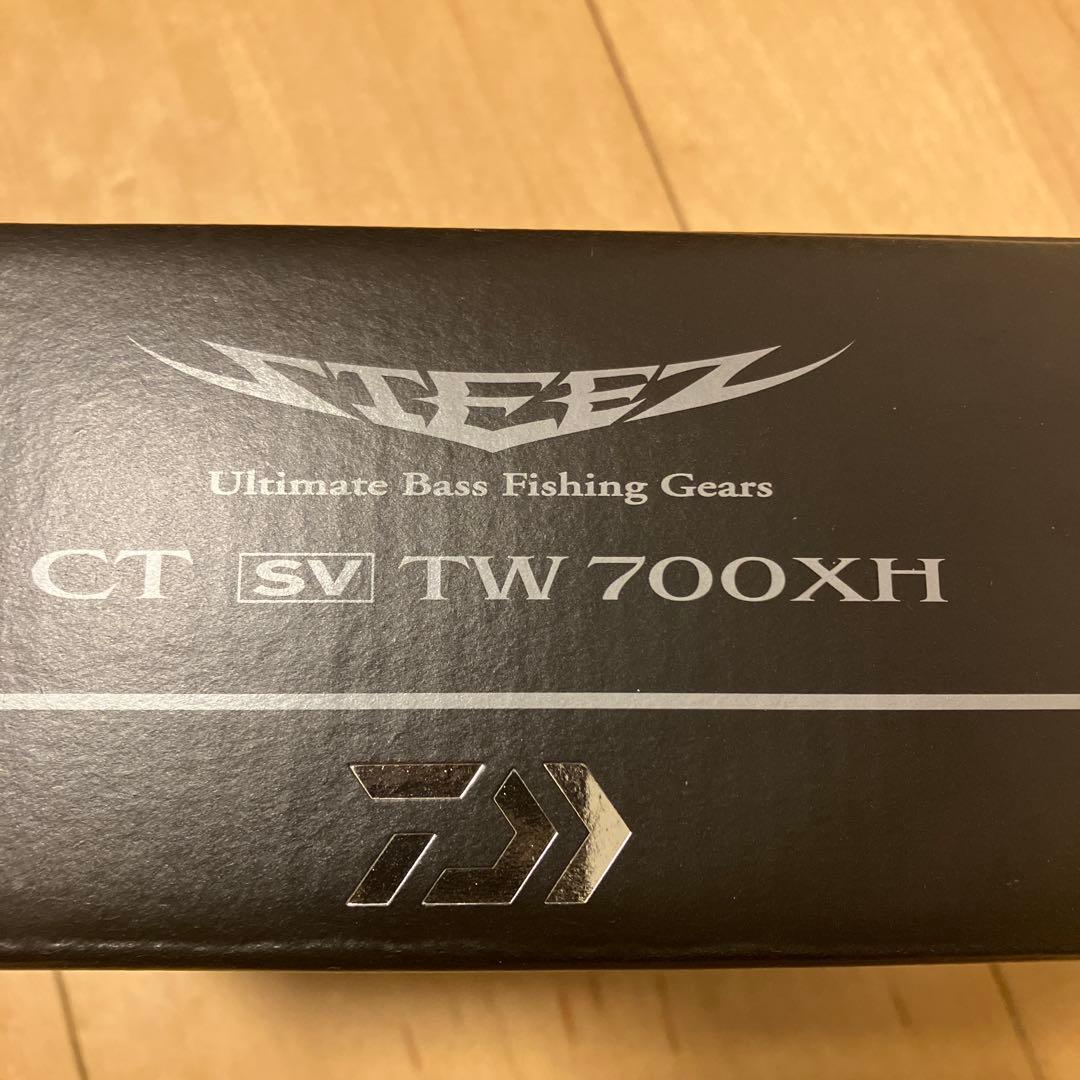 STEEZ
Ultimate Bass Fishing Gears
CT SV TW 700XH